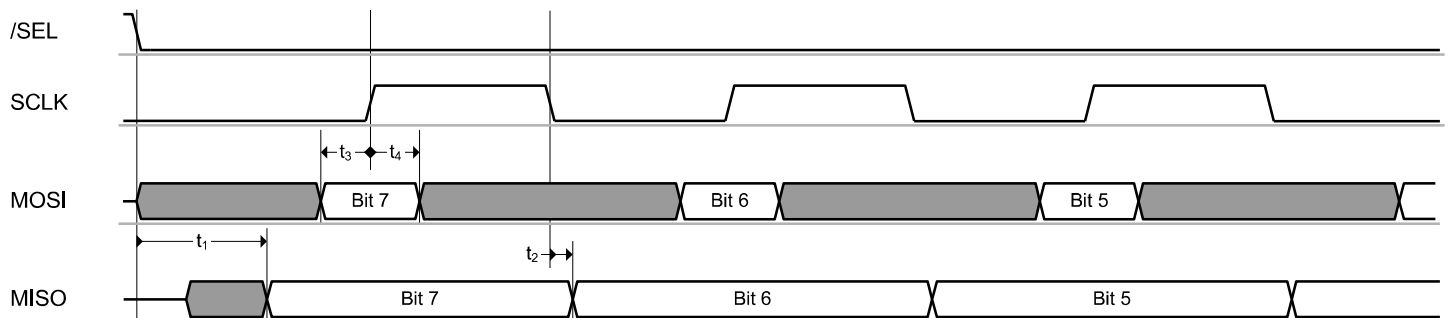 /SEL
SCLK
t3 t4
MOSI Bit 7 Bit 6 Bit 5
t1 t2
MISO Bit 7 Bit 6 Bit 5